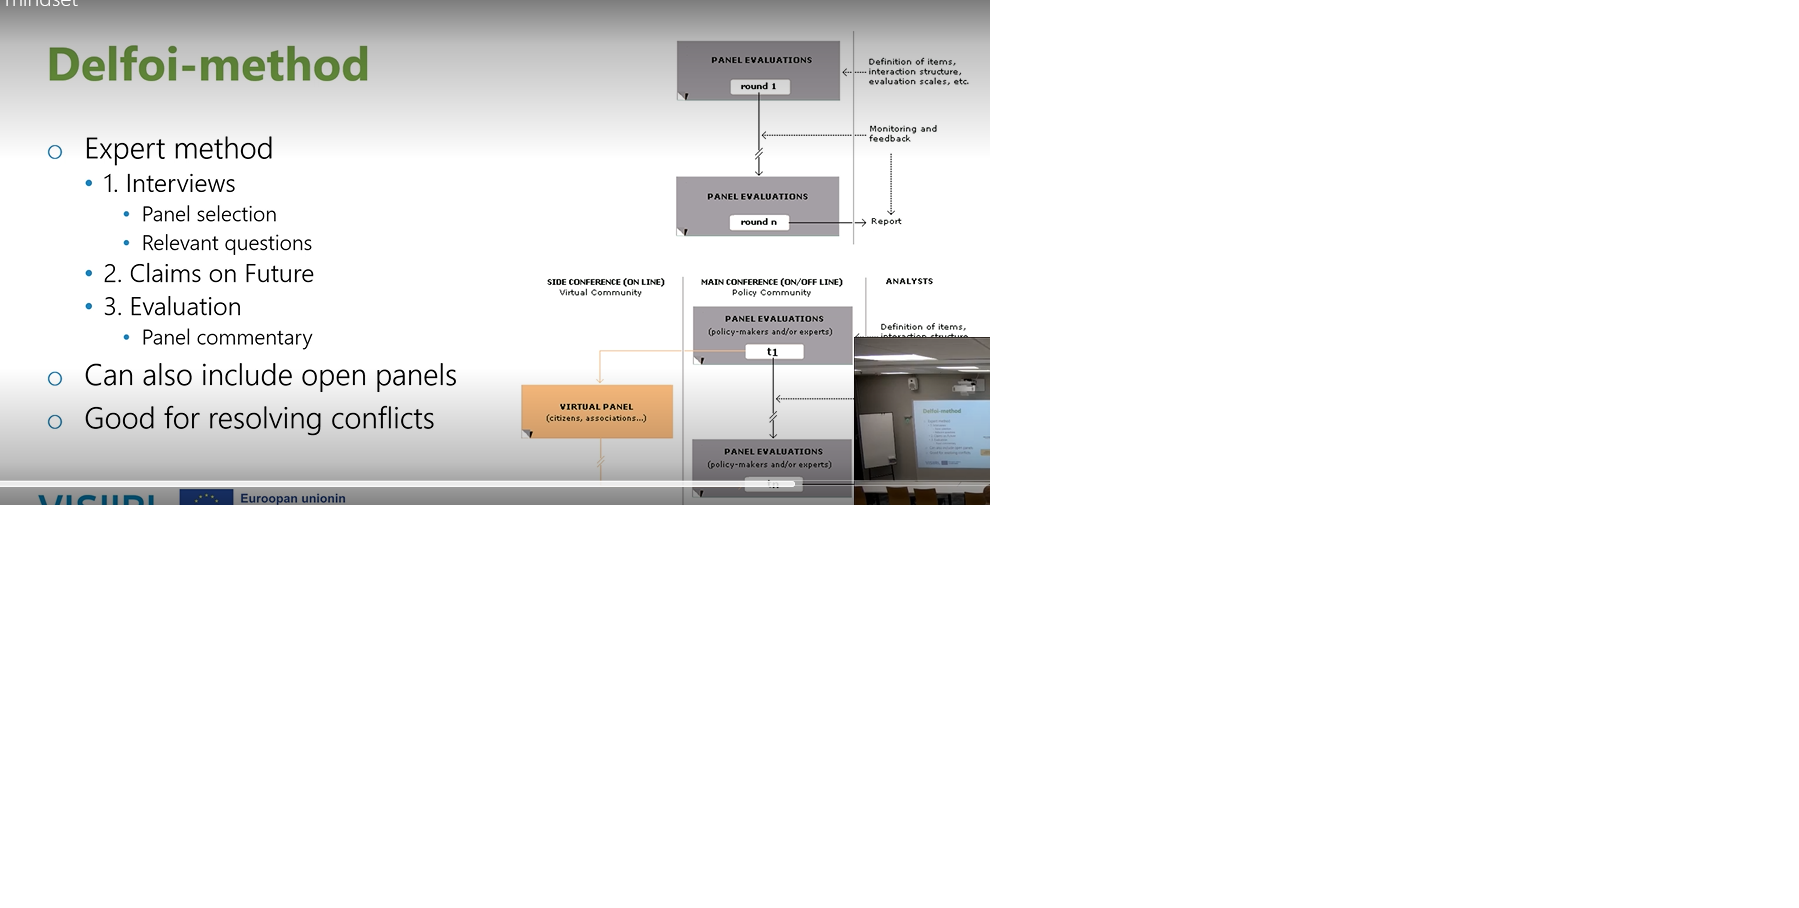 mindset
Delfoi-method
Expert method
1. Interviews
Panel selection
Relevant questions
2. Claims on Future
3. Evaluation
Panel commentary
Can also include open panels
Good for resolving conflicts
PANEL EVALUATIONS
round 1
Definition of items,
interaction structure,
evaluation scales, etc.
Monitoring and
feedback
PANEL EVALUATIONS
round n
Report
SIDE CONFERENCE (ON LINE)
Virtual Community
MAIN CONFERENCE (ON/OFF LINE)
Policy Community
ANALYSTS
PANEL EVALUATIONS
(policy-makers and/or experts)
t1
Definition of items,
interaction structure
VIRTUAL PANEL
(citizens, associations...)
PANEL EVALUATIONS
(policy-makers and/or experts)
Euroopan unionin
Delfoi-method